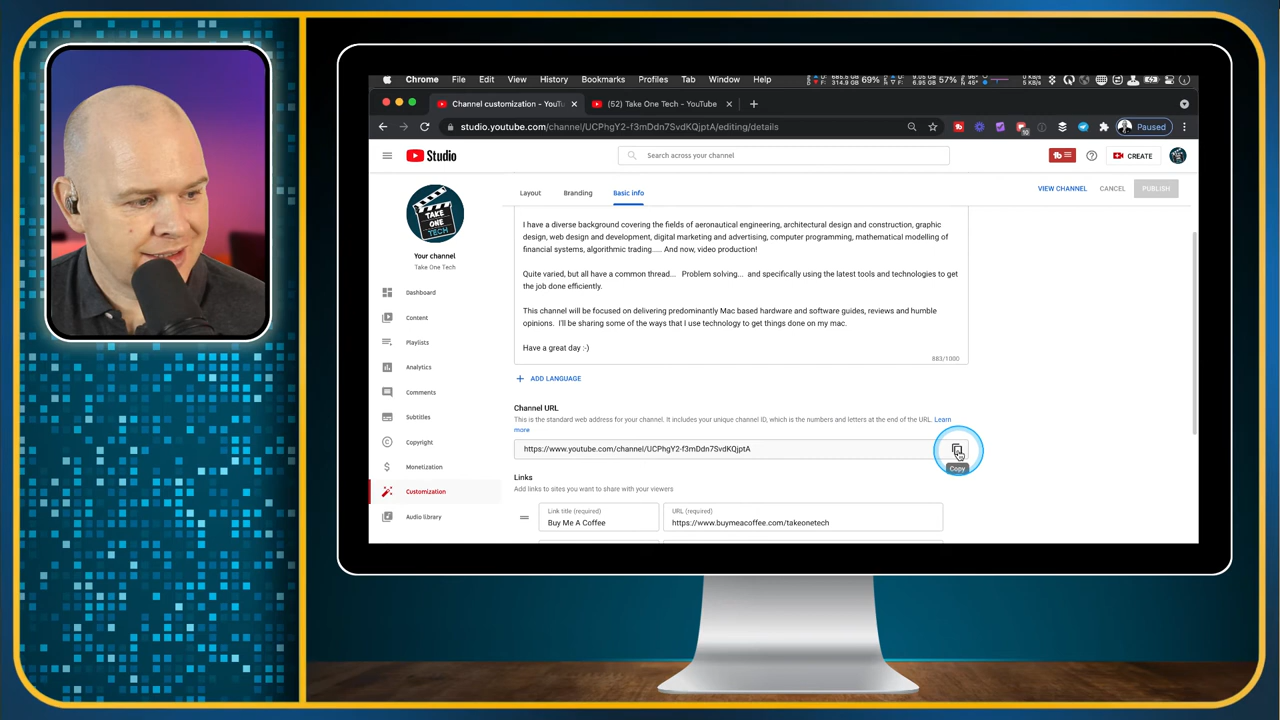 Chrome File Edit View History Bookmarks Profiles Tab Window Help
69% 57%
Channel customization - YouTu
(52) Take One Tech - YouTube
studio.youtube.com/channel/UCPhgY2-f3mDdn7SvdKQjptA/editing/details
10
Paused
Studio
Search across your channel
CREATE
TAKE
ONE
TECH
Your channel
Take One Tech
Dashboard
Content
Playlists
Analytics
Comments
Subtitles
Copyright
Monetization
Customization
Audio library
Layout Branding Basic info
VIEW CHANNEL CANCEL PUBLISH
I have a diverse background covering the fields of aeronautical engineering, architectural design and construction, graphic
design, web design and development, digital marketing and advertising, computer programming, mathematical modelling of
financial systems, algorithmic trading..... And now, video production!
Quite varied, but all have a common thread... Problem solving... and specifically using the latest tools and technologies to get
the job done efficiently.
This channel will be focused on delivering predominantly Mac based hardware and software guides, reviews and humble
opinions. I'll be sharing some of the ways that I use technology to get things done on my mac.
Have a great day :-)
883/1000
ADD LANGUAGE
Channel URL
This is the standard web address for your channel. It includes your unique channel ID, which is the numbers and letters at the end of the URL. Learn
more
https://www.youtube.com/channel/UCPhgY2-f3mDdn7SvdKQjptA
Copy
Links
Add links to sites you want to share with your viewers
Link title (required)
Buy Me A Coffee
URL (required)
https://www.buymeacoffee.com/takeonetech